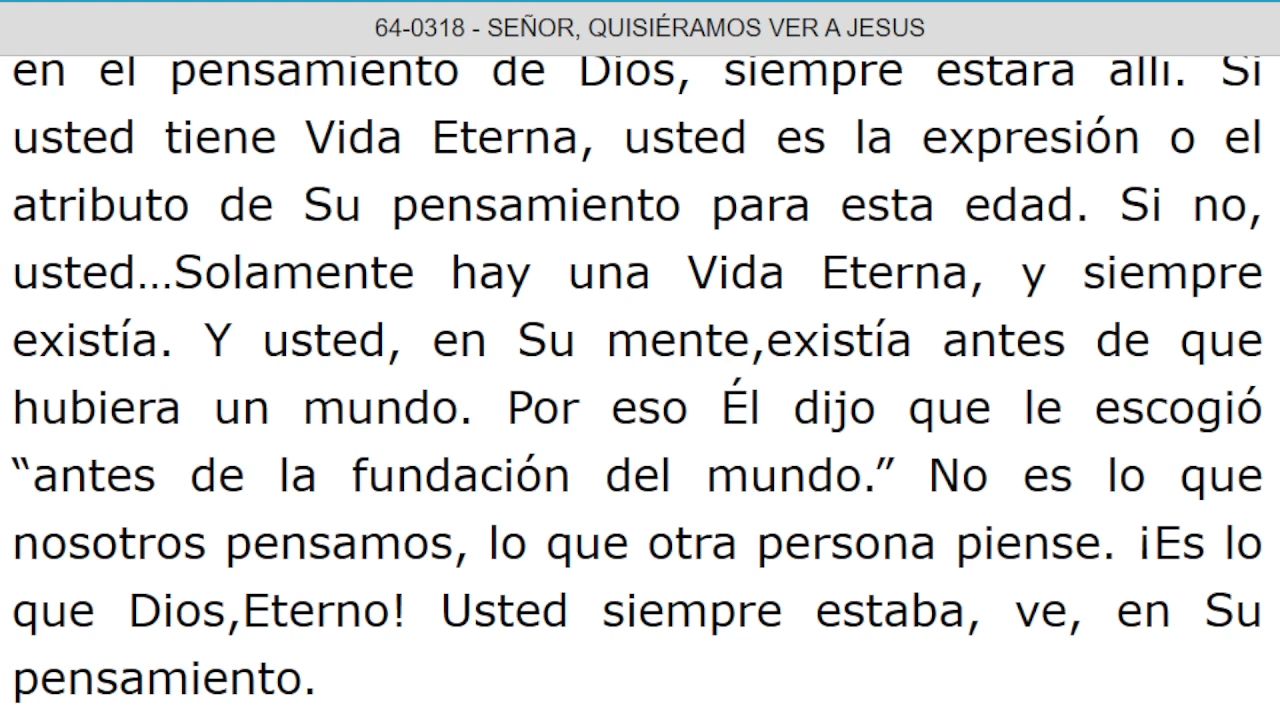 64-0318 - SEÑOR, QUISIÉRAMOS VER A JESUS
en el pensamiento de Dios, siempre estará allí. Si
usted tiene Vida Eterna, usted es la expresión o el
atributo de Su pensamiento para esta edad. Si no,
usted...Solamente hay una Vida Eterna, y siempre
existía. Y usted, en Su mente,existía antes de que
hubiera un mundo. Por eso Él dijo que le escogió
“antes de la fundación del mundo.” No es lo que
nosotros pensamos, lo que otra persona piense. ¡Es lo
que Dios,Eterno! Usted siempre estaba, ve, en Su
pensamiento.